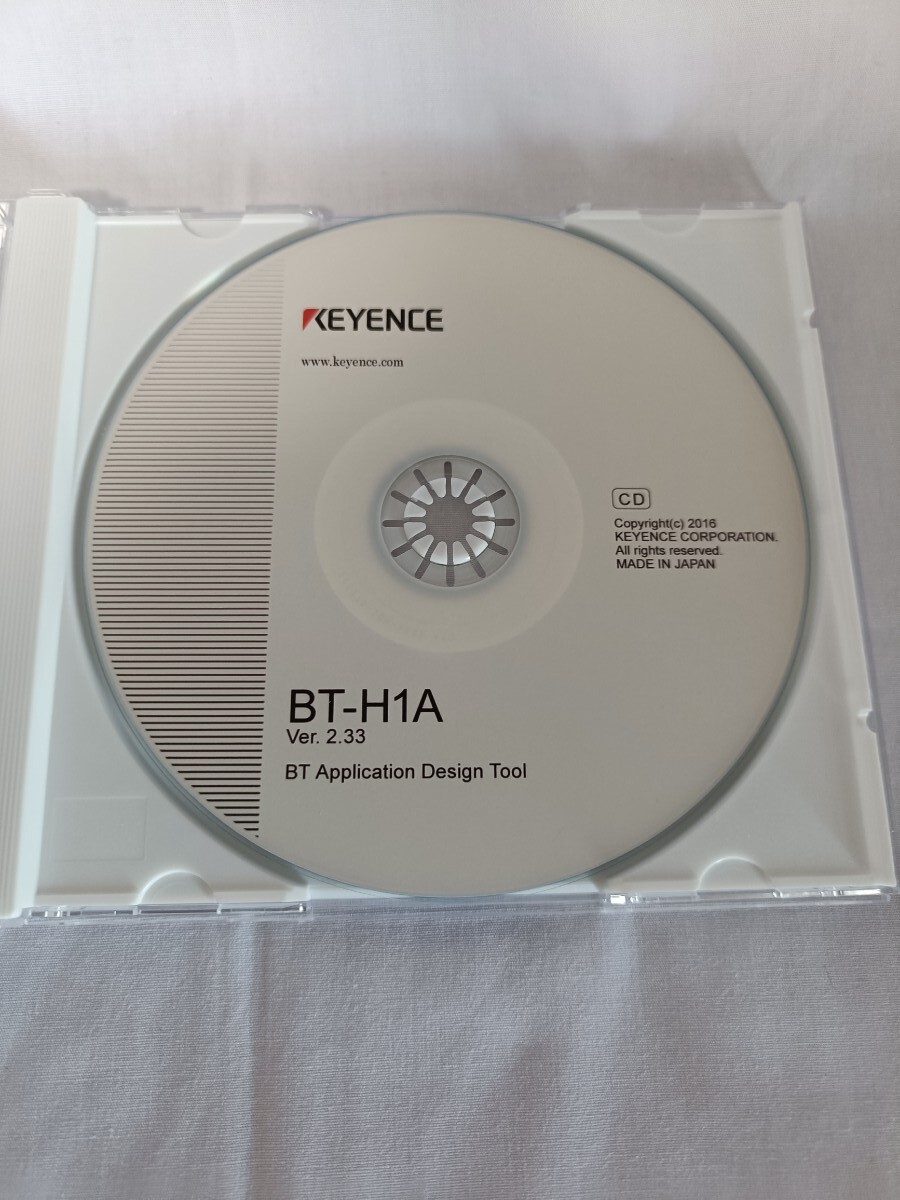 KEYENCE
www.keyence.com
CD
Copyright(c) 2016
KEYENCE CORPORATION.
All rights reserved.
MADE IN JAPAN
BT-H1A
Ver. 2.33
BT Application Design Tool